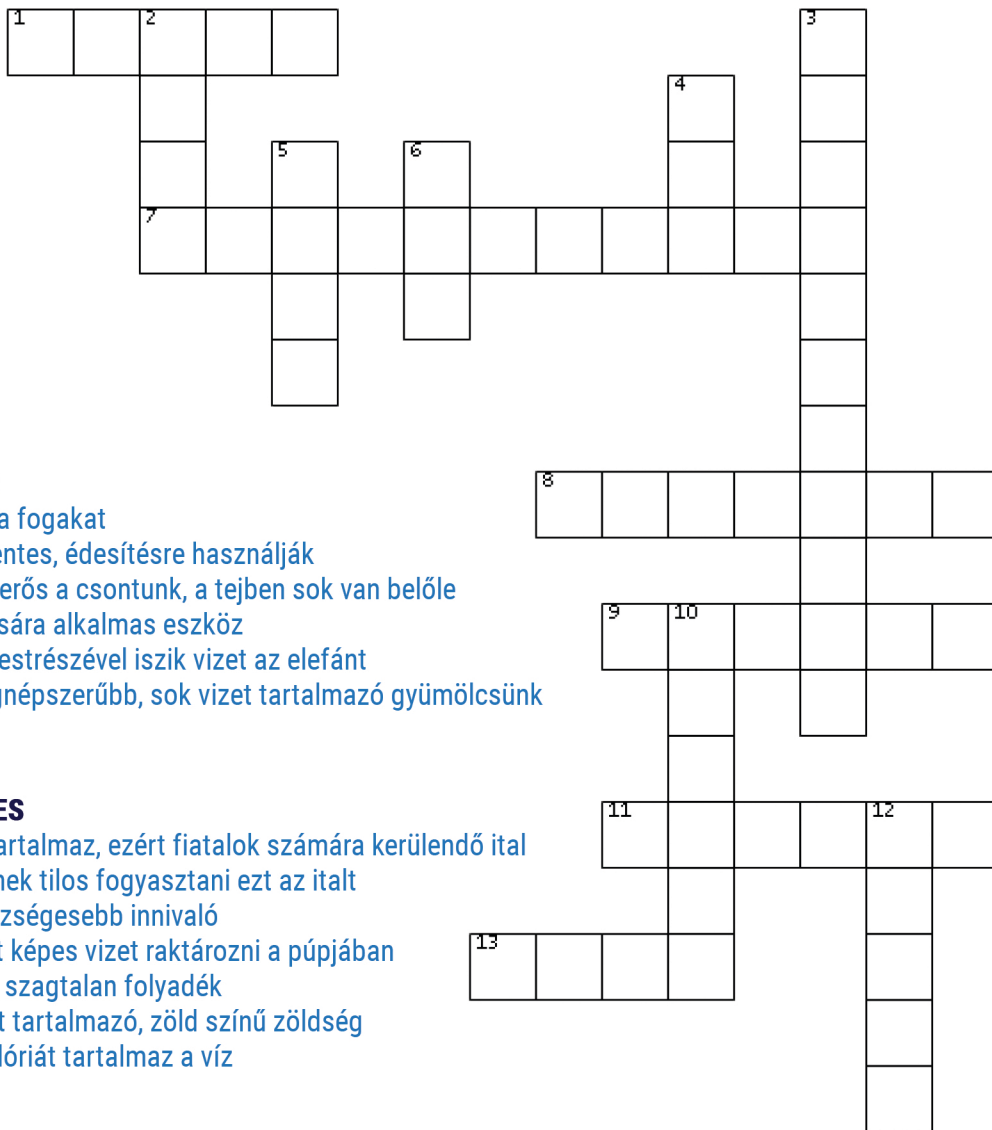 1
2
3
4
5
6
7
8
a fogakat
entes, édesítésre használják
erős a csontunk, a tejben sok van belőle
sára alkalmas eszköz
estrészével iszik vizet az elefánt
gnépszerűbb, sok vizet tartalmazó gyümölcsünk
9
10
ES
11
12
artalmaz, ezért fiatalok számára kerülendő ital
nek tilos fogyasztani ezt az italt
zségesebb innivaló
t képes vizet raktározni a púpjában
13
szagtalan folyadék
t tartalmazó, zöld színű zöldség
lóriát tartalmaz a víz